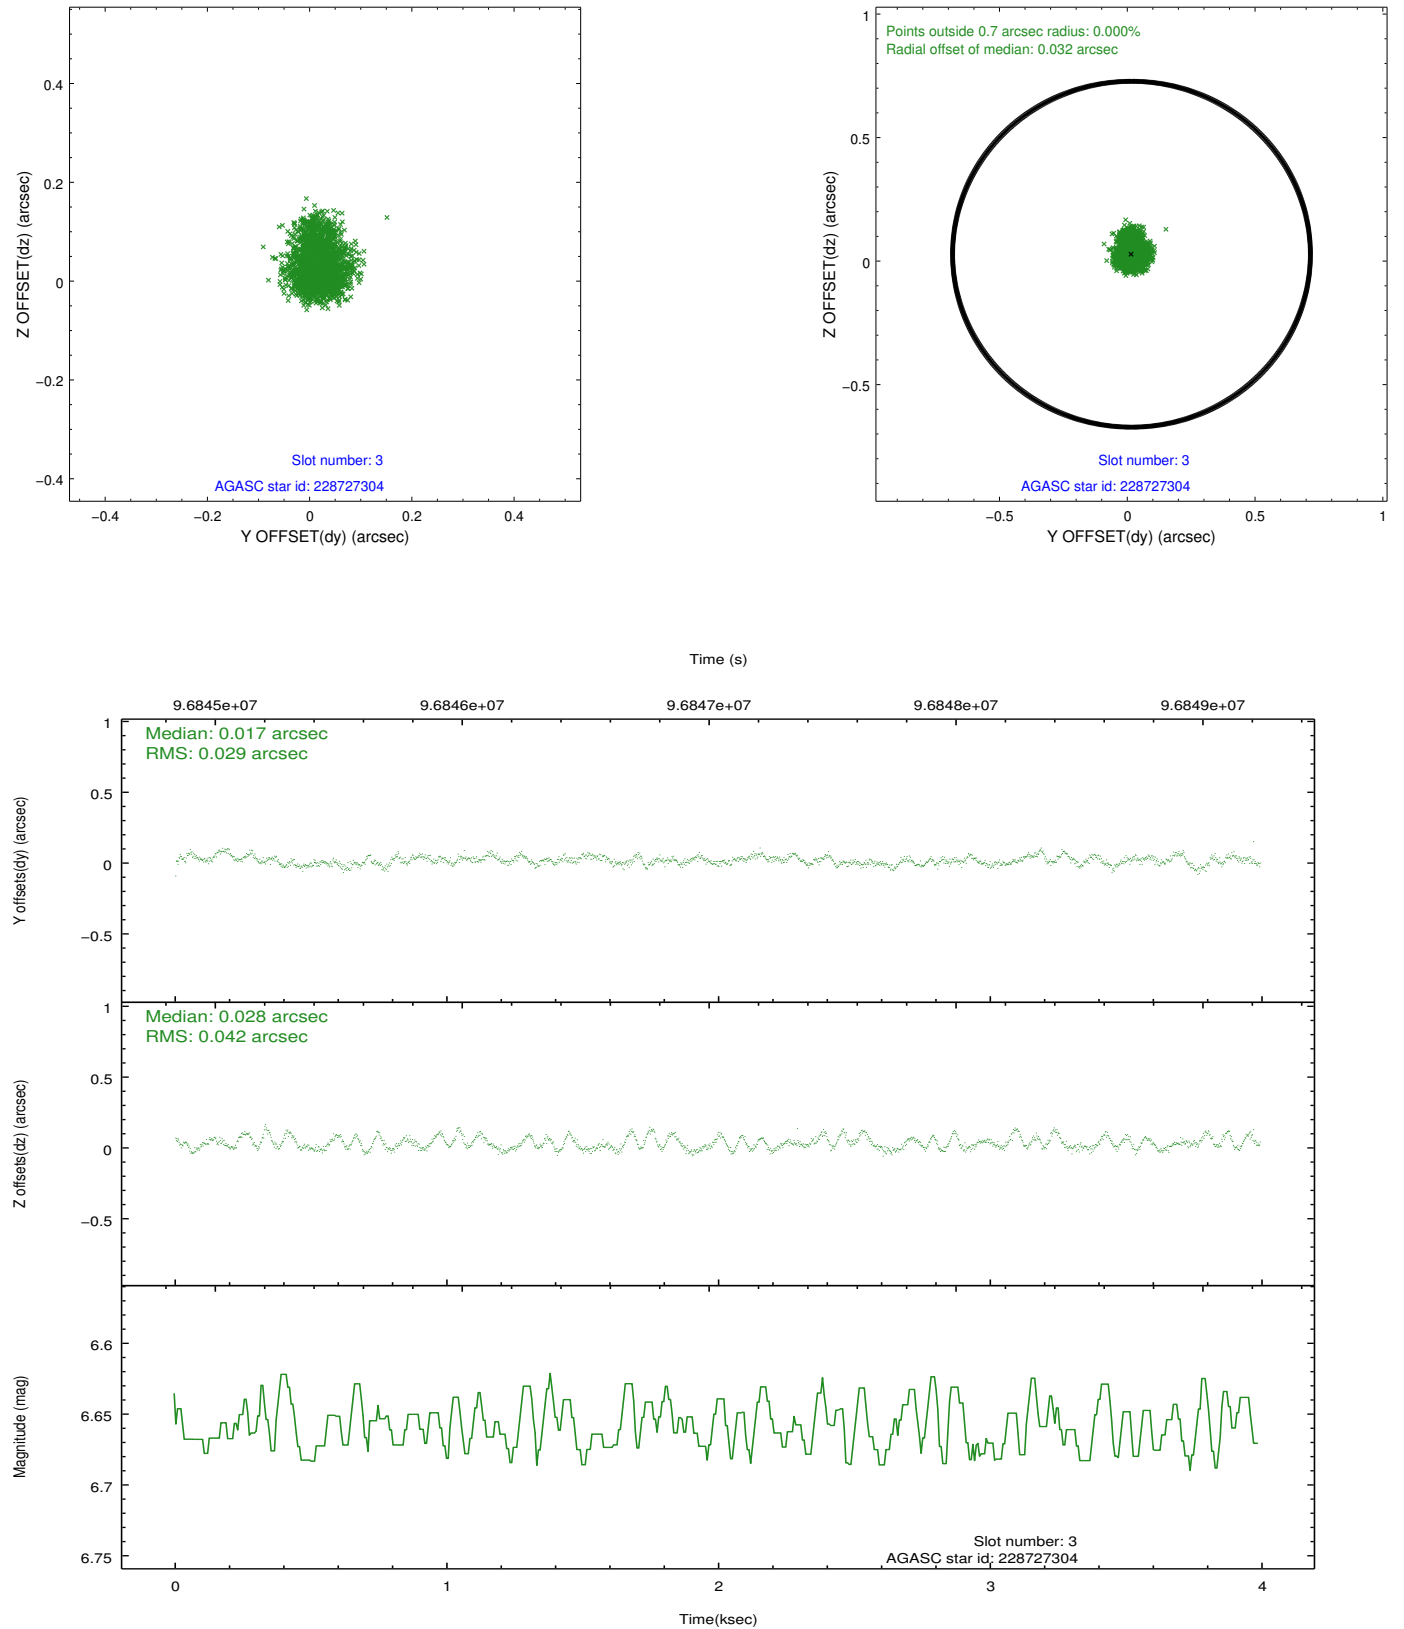 0.4
0.2
0
−0.2
−0.4
Z OFFSET(dz) (arcsec)
Slot number: 3
AGASC star id: 228727304
−0.4 −0.2 0 0.2 0.4
Y OFFSET(dy) (arcsec)
1
0.5
0
−0.5
Z OFFSET(dz) (arcsec)
Points outside 0.7 arcsec radius: 0.000%
Radial offset of median: 0.032 arcsec
Slot number: 3
AGASC star id: 228727304
−0.5 0 0.5 1
Y OFFSET(dy) (arcsec)
Time (s)
9.6845e+07 9.6846e+07 9.6847e+07 9.6848e+07 9.6849e+07
1
0.5
0
−0.5
Y offsets(dy) (arcsec)
Median: 0.017 arcsec
RMS: 0.029 arcsec
1
0.5
0
−0.5
Z offsets(dz) (arcsec)
Median: 0.028 arcsec
RMS: 0.042 arcsec
6.6
6.65
6.7
6.75
Magnitude (mag)
Slot number: 3
AGASC star id: 228727304
0 1 2 3 4
Time(ksec)